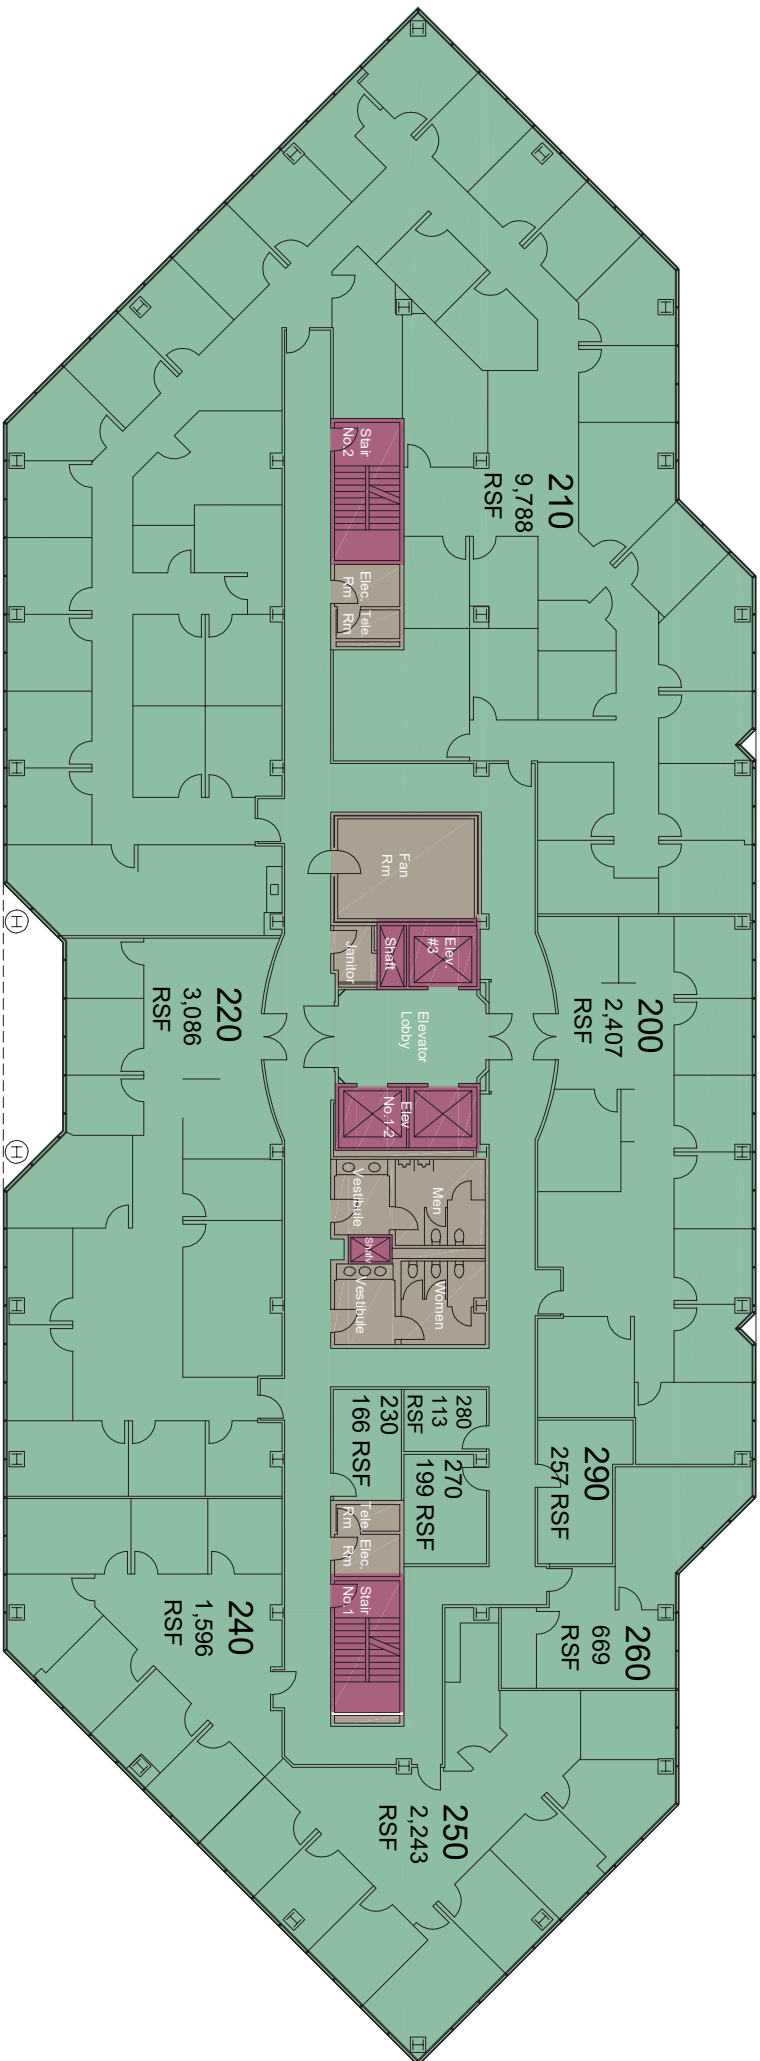 210
9,788
RSF
Stair
No.2
Elec.
Rm
Tele.
Rm
Fan
Rm
Janitor
Shaft
Elev.
#3
Elevator
Lobby
200
2,407
RSF
220
3,086
RSF
Elev
No.1-2
Vestibule
Men
Shaft
Vestibule
Women
230
166 RSF
280
113
RSF
270
199 RSF
290
257 RSF
Tele.
Rm
Elec.
Rm
Stair
No.1
240
1,596
RSF
260
669
RSF
250
2,243
RSF